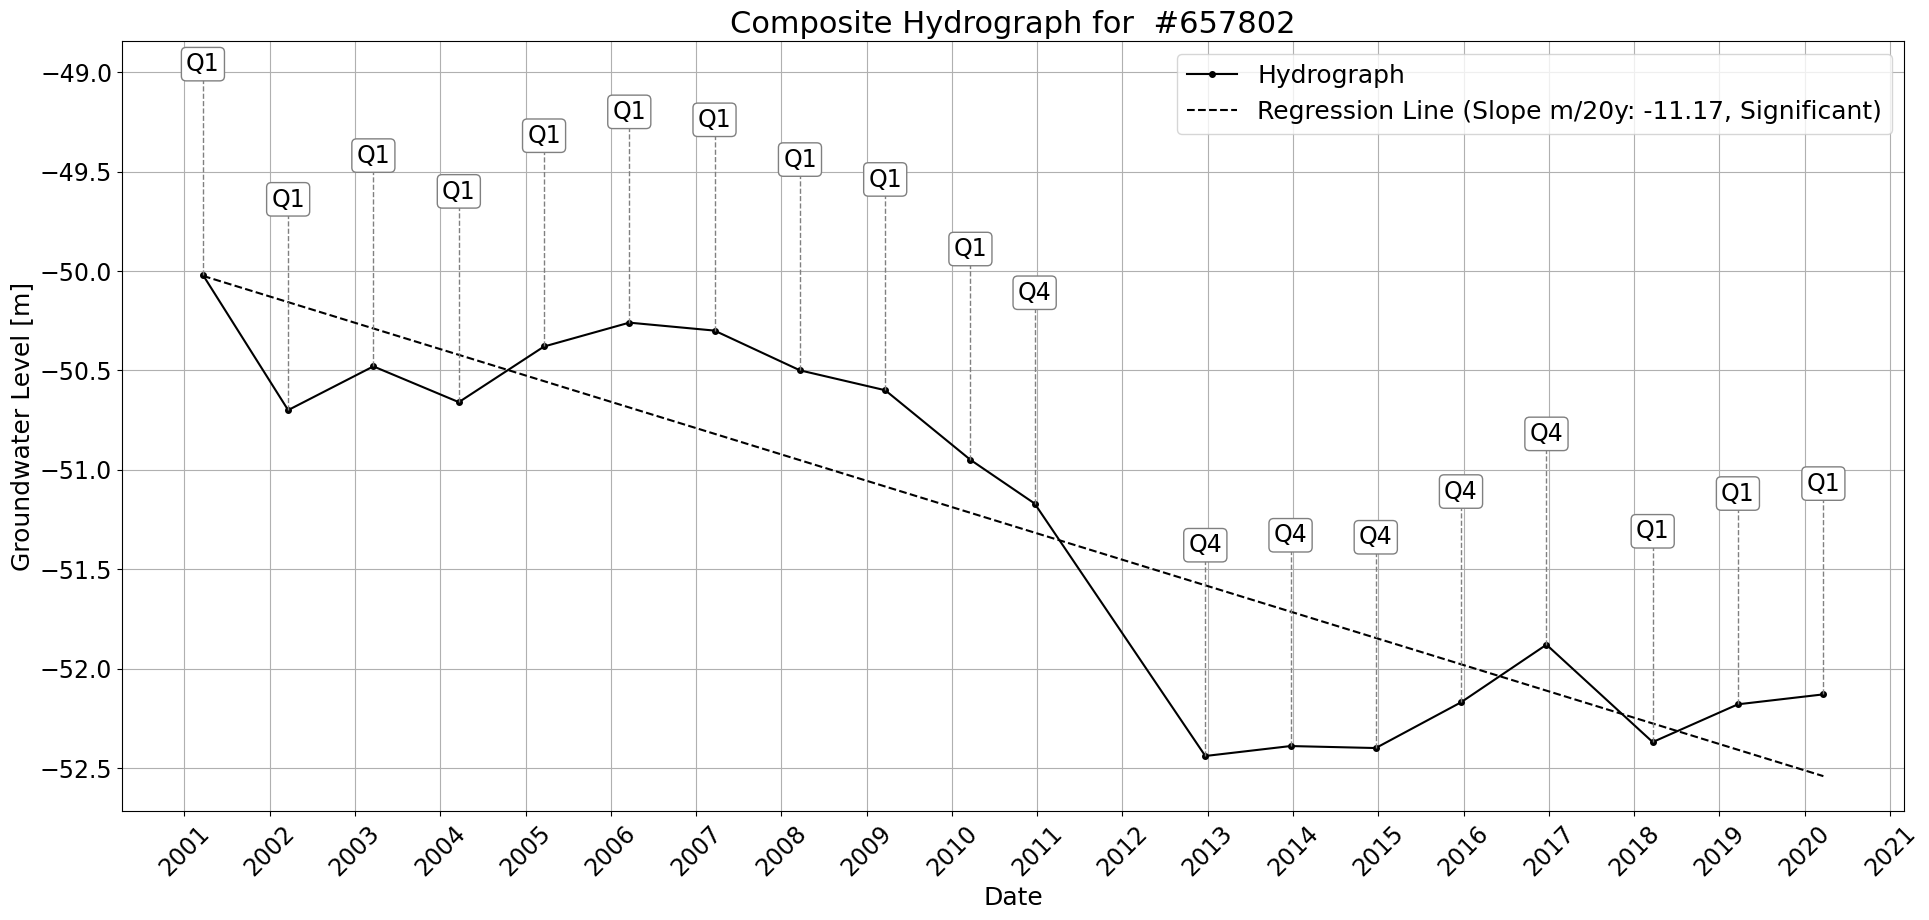 Composite Hydrograph for  #657802
Hydrograph
Regression Line (Slope m/20y: -11.17, Significant)
Groundwater Level [m]
−49.0
−49.5
−50.0
−50.5
−51.0
−51.5
−52.0
−52.5
Q1
Q1
Q1
Q1
Q1
Q1
Q1
Q1
Q1
Q1
Q4
Q4
Q4
Q4
Q4
Q4
Q1
Q1
Q1
2001
2002
2003
2004
2005
2006
2007
2008
2009
2010
2011
2012
2013
2014
2015
2016
2017
2018
2019
2020
2021
Date